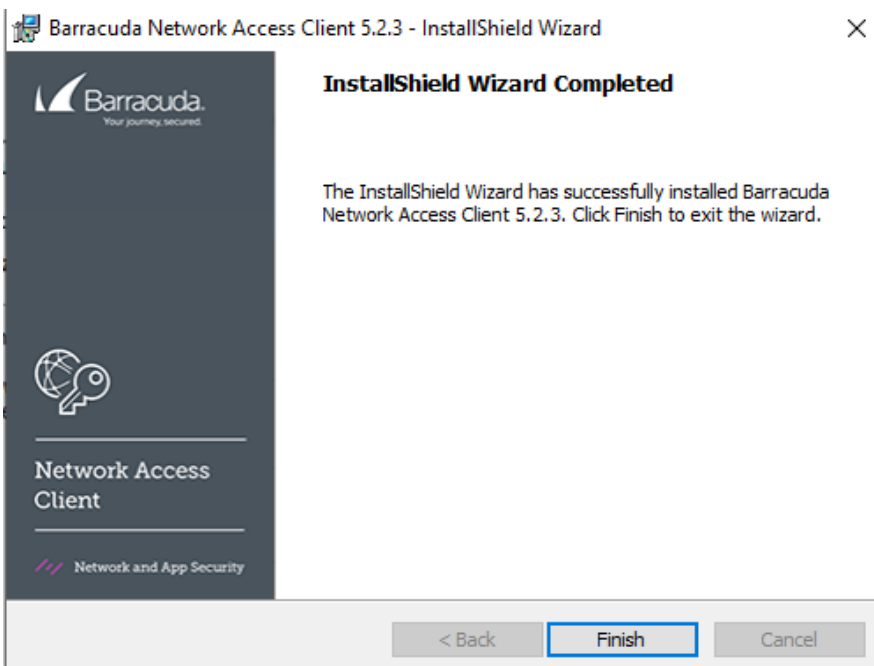 Barracuda Network Access Client 5.2.3 - InstallShield Wizard
Barracuda.
Your journey, secured.
InstallShield Wizard Completed
The InstallShield Wizard has successfully installed Barracuda
Network Access Client 5.2.3. Click Finish to exit the wizard.
Network Access
Client
Network and App Security
< Back
Finish
Cancel